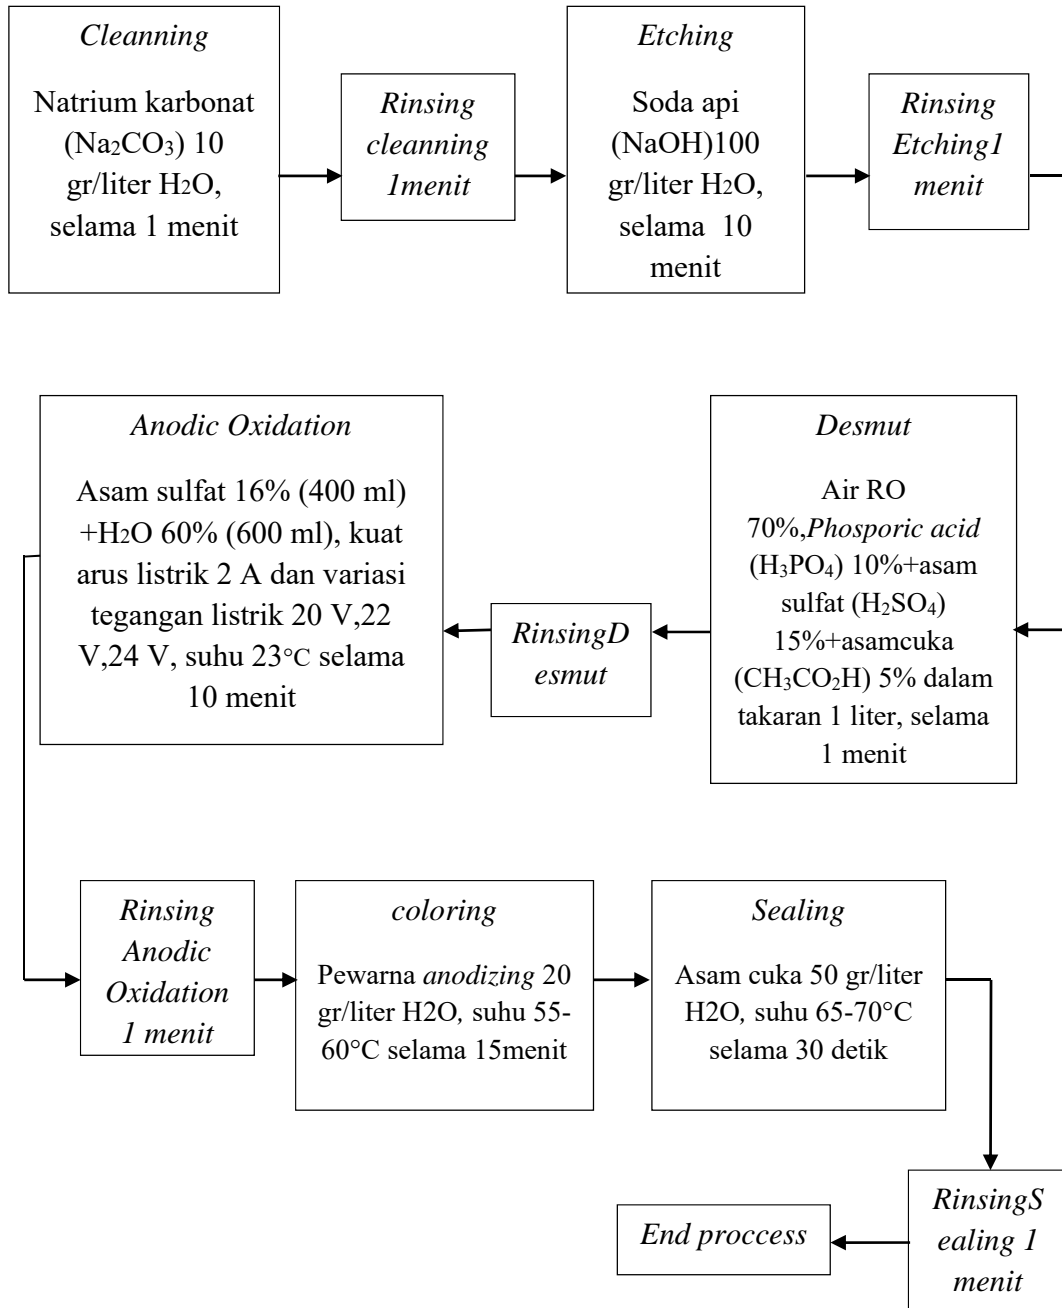 Cleanning
Natrium karbonat
(Na₂CO₃) 10
gr/liter H₂O,
selama 1 menit
Rinsing
cleanning
1menit
Etching
Soda api
(NaOH)100
gr/liter H₂O,
selama 10
menit
Rinsing
Etching1
menit
Desmut
Air RO
70%,Phosporic acid
(H₃PO₄) 10%+asam
sulfat (H₂SO₄)
15%+asamcuka
(CH₃CO₂H) 5% dalam
takaran 1 liter, selama
1 menit
RinsingD
esmut
Anodic Oxidation
Asam sulfat 16% (400 ml)
+H₂O 60% (600 ml), kuat
arus listrik 2 A dan variasi
tegangan listrik 20 V,22
V,24 V, suhu 23°C selama
10 menit
Rinsing
Anodic
Oxidation
1 menit
coloring
Pewarna anodizing 20
gr/liter H2O, suhu 55-
60°C selama 15menit
Sealing
Asam cuka 50 gr/liter
H2O, suhu 65-70°C
selama 30 detik
RinsingS
ealing 1
menit
End proccess